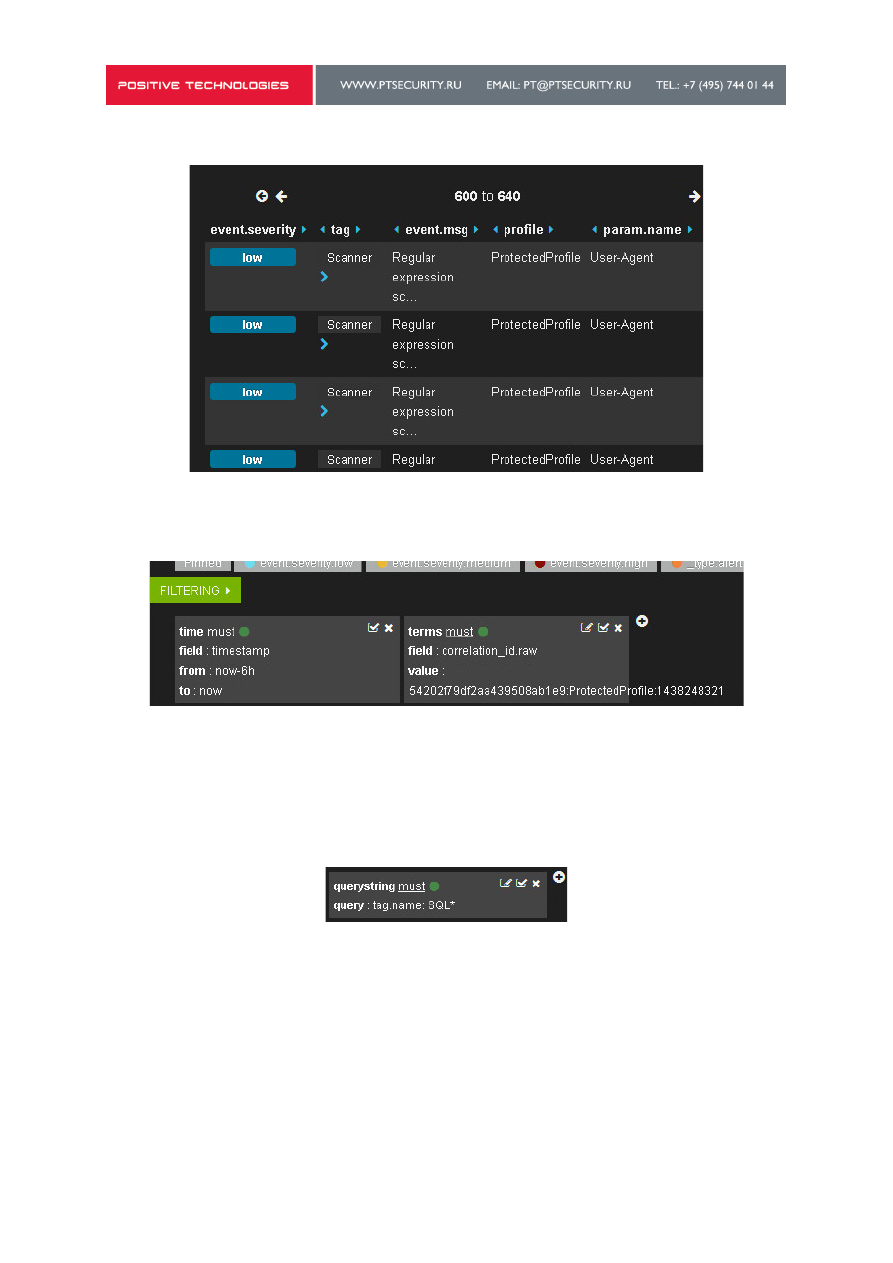 POSITIVE TECHNOLOGIES WWW.PTSECURITY.RU EMAIL: PT@PTSECURITY.RU TEL.: +7 (495) 744 01 44
600 to 640
event.severity tag event.msg profile param.name
low Scanner Regular ProtectedProfile User-Agent
expression
sc...
low Scanner Regular ProtectedProfile User-Agent
expression
sc...
low Scanner Regular ProtectedProfile User-Agent
expression
sc...
low Scanner Regular ProtectedProfile User-Agent
Pinned event.severity.low event.severity.medium event.severity.high _type:alert
FILTERING
time must
field : timestamp
from : now-6h
to : now
terms must
field : correlation_id.raw
value :
54202f79df2aa439508ab1e9:ProtectedProfile:1438248321
querystring must
query : tag.name: SQL*